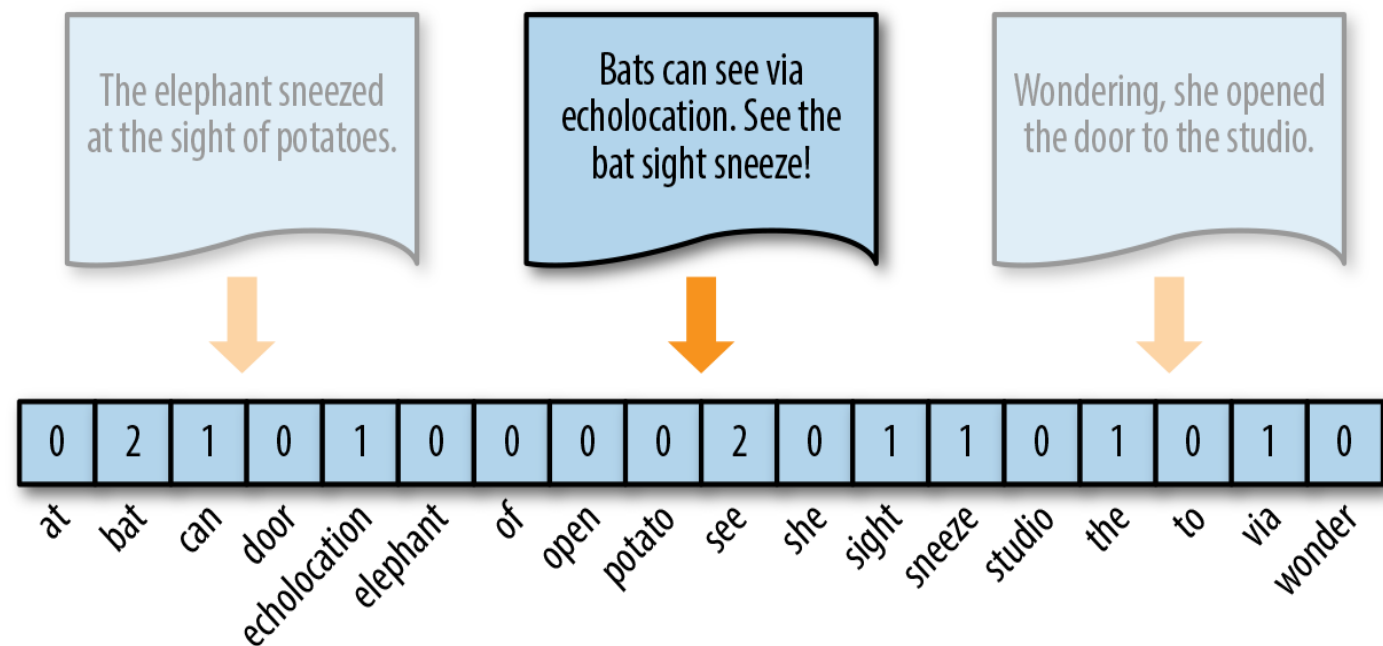 The elephant sneezed
at the sight of potatoes.
Bats can see via
echolocation. See the
bat sight sneeze!
Wondering, she opened
the door to the studio.
0 2 1 0 1 0 0 0 0 2 0 1 1 0 1 0 1 0
at bat can door echolocation elephant of open potato see she sight sneeze studio the to via wonder